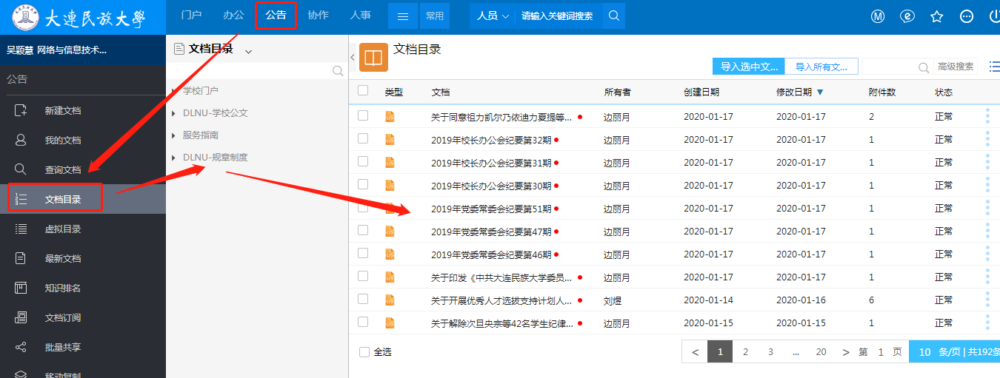 大連民族大學
门户 办公 公告 协作 人事 常用 人员 请输入关键词搜索
吴颖慧 网络与信息技术...
公告
新建文档
我的文档
查询文档
文档目录
虚拟目录
最新文档
知识排名
文档订阅
批量共享
移动复制
文档目录
学校门户
DLNU-学校公文
服务指南
DLNU-规章制度
文档目录
导入选中文... 导入所有文... 高级搜索
类型 文档 所有者 创建日期 修改日期 附件数 状态
关于同意祖力凯尔乃依迪力夏提等... 边丽月 2020-01-17 2020-01-17 2 正常
2019年校长办公会纪要第32期 边丽月 2020-01-17 2020-01-17 1 正常
2019年校长办公会纪要第31期 边丽月 2020-01-17 2020-01-17 1 正常
2019年校长办公会纪要第30期 边丽月 2020-01-17 2020-01-17 1 正常
2019年党委常委会纪要第51期 边丽月 2020-01-17 2020-01-17 1 正常
2019年党委常委会纪要第47期 边丽月 2020-01-17 2020-01-17 1 正常
2019年党委常委会纪要第46期 边丽月 2020-01-17 2020-01-17 1 正常
关于印发《中共大连民族大学委员... 边丽月 2020-01-17 2020-01-17 1 正常
关于开展优秀人才选拔支持计划人... 刘煜 2020-01-14 2020-01-16 6 正常
关于解除次旦央宗等42名学生纪律... 边丽月 2020-01-15 2020-01-15 1 正常
全选 < 1 2 3 ... 20 > 第 1 页 10 条/页 | 共192条